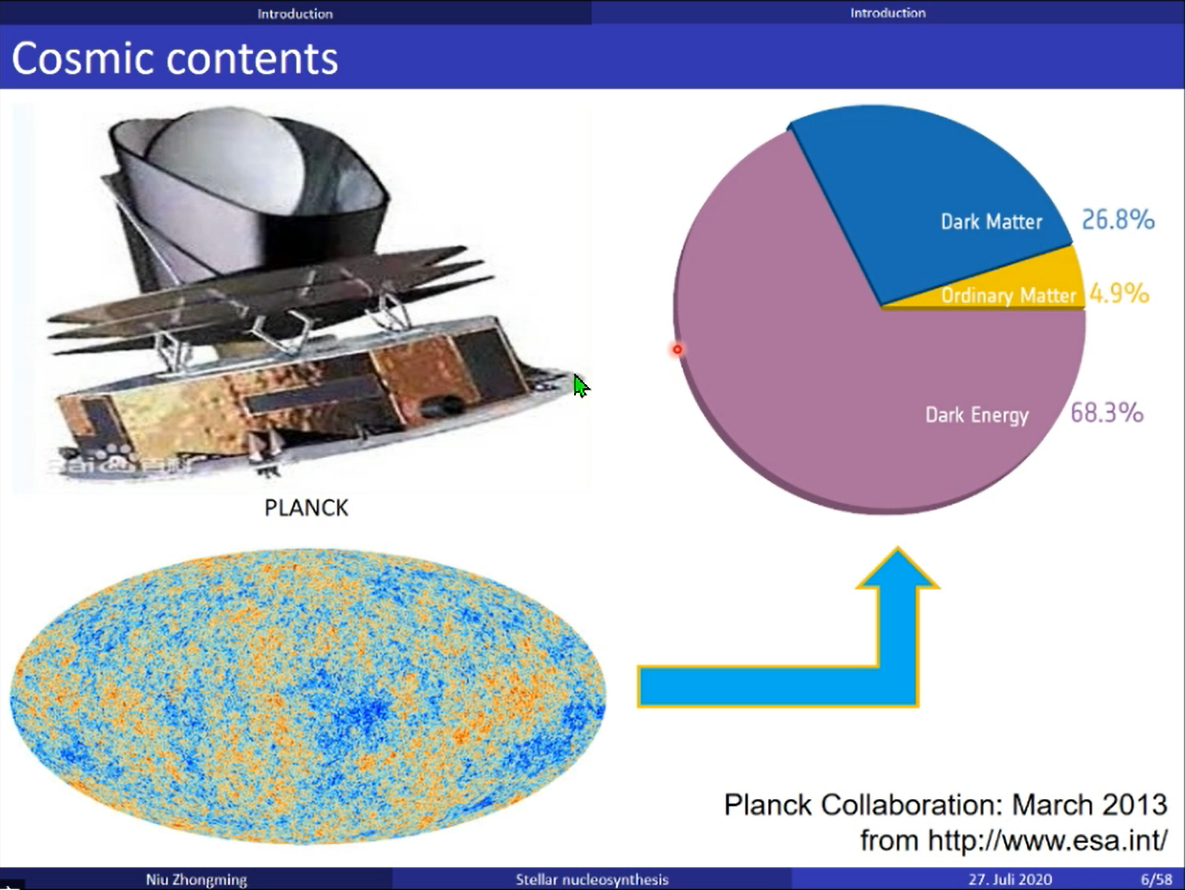 Introduction
Introduction
Cosmic contents
PLANCK
Dark Matter
26.8%
Ordinary Matter
4.9%
Dark Energy
68.3%
Planck Collaboration: March 2013
from http://www.esa.int/
Niu Zhongming
Stellar nucleosynthesis
27. Juli 2020
6/58